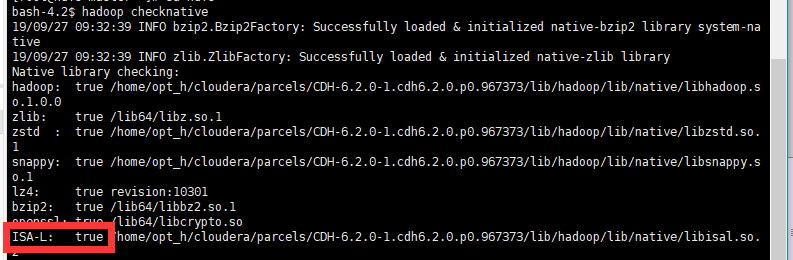 bash-4.2$ hadoop checknative
19/09/27 09:32:39 INFO bzip2.Bzip2Factory: Successfully loaded & initialized native-bzip2 library system-na
tive
19/09/27 09:32:39 INFO zlib.ZlibFactory: Successfully loaded & initialized native-zlib library
Native library checking:
hadoop:  true /home/opt_h/cloudera/parcels/CDH-6.2.0-1.cdh6.2.0.p0.967373/lib/hadoop/lib/native/libhadoop.s
o.1.0.0
zlib:    true /lib64/libz.so.1
zstd  :  true /home/opt_h/cloudera/parcels/CDH-6.2.0-1.cdh6.2.0.p0.967373/lib/hadoop/lib/native/libzstd.so.
1
snappy:  true /home/opt_h/cloudera/parcels/CDH-6.2.0-1.cdh6.2.0.p0.967373/lib/hadoop/lib/native/libsnappy.s
o.1
lz4:     true revision:10301
bzip2:   true /lib64/libbz2.so.1
openssl: true /lib64/libcrypto.so
ISA-L:   true /home/opt_h/cloudera/parcels/CDH-6.2.0-1.cdh6.2.0.p0.967373/lib/hadoop/lib/native/libisal.so.